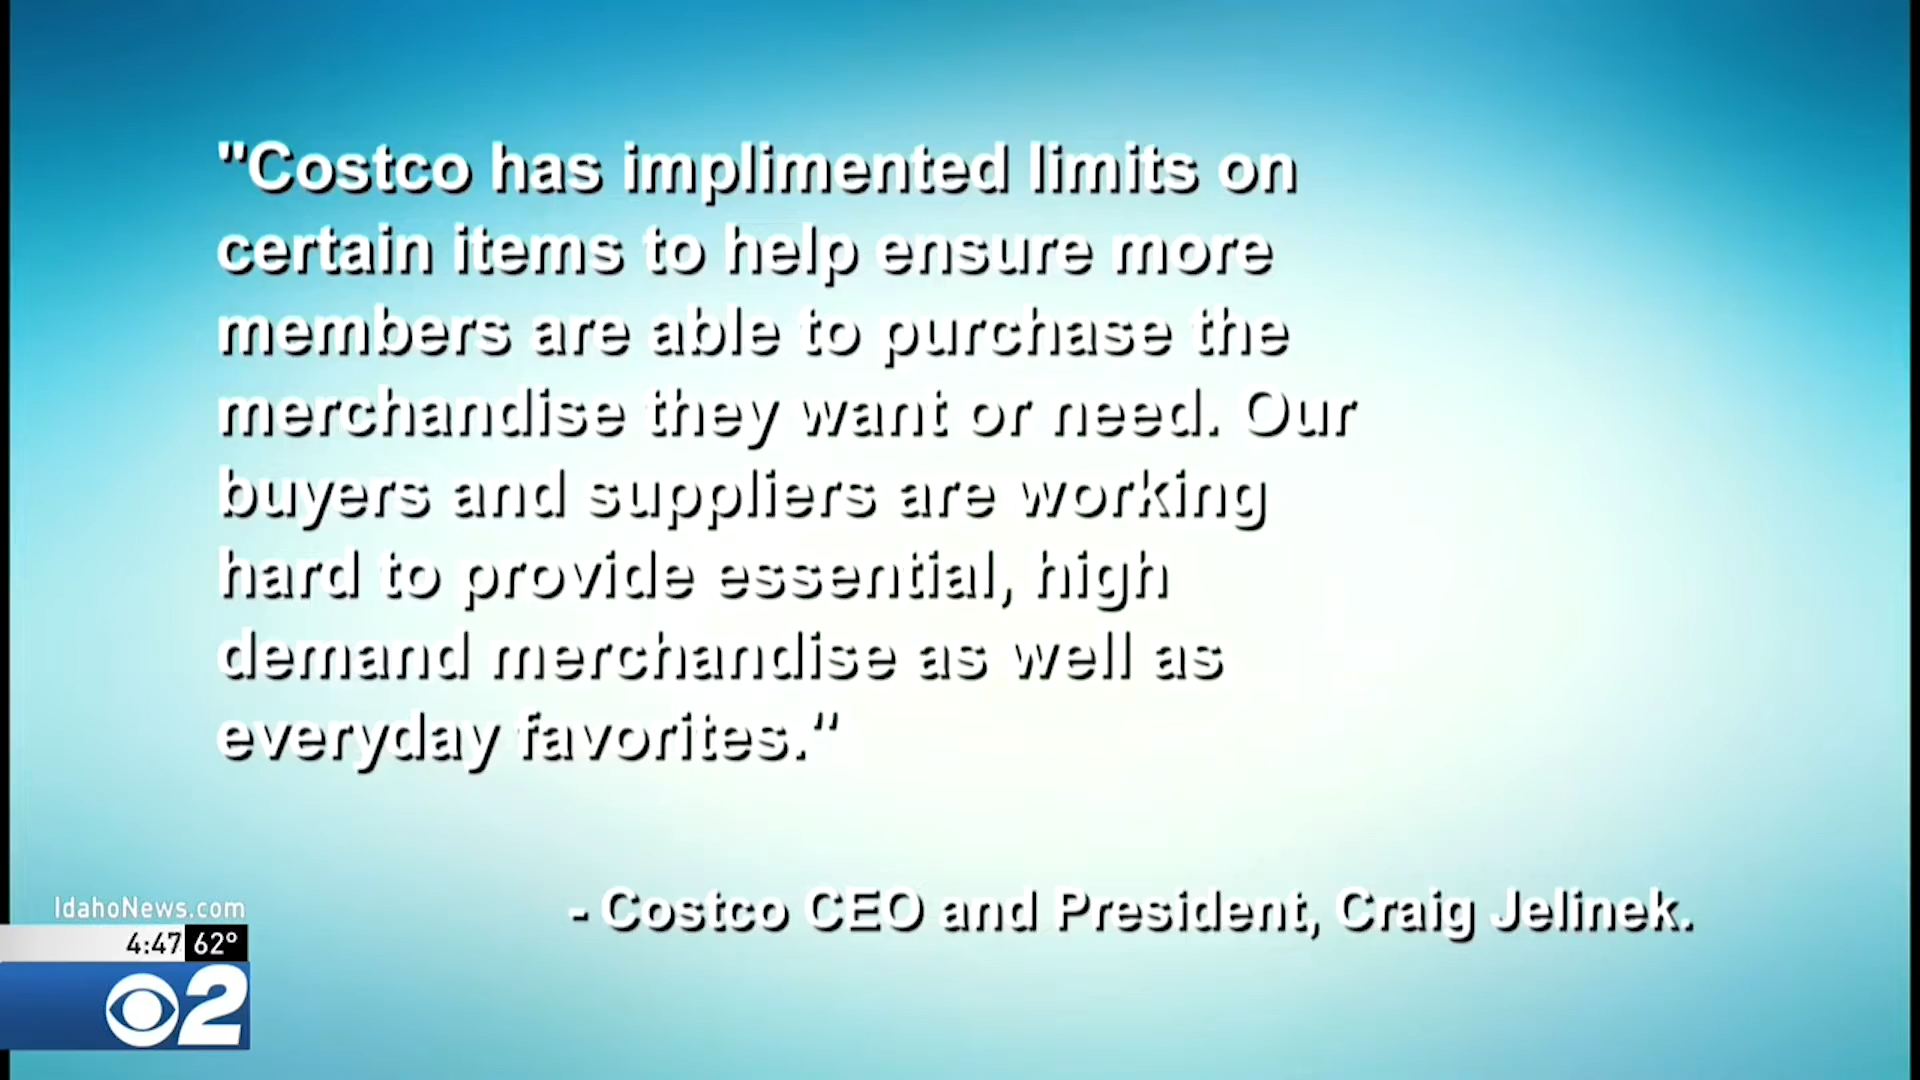 "Costco has implimented limits on
certain items to help ensure more
members are able to purchase the
merchandise they want or need. Our
buyers and suppliers are working
hard to provide essential, high
demand merchandise as well as
everyday favorites."
- Costco CEO and President, Craig Jelinek.
IdahoNews.com
4:47 62°
2